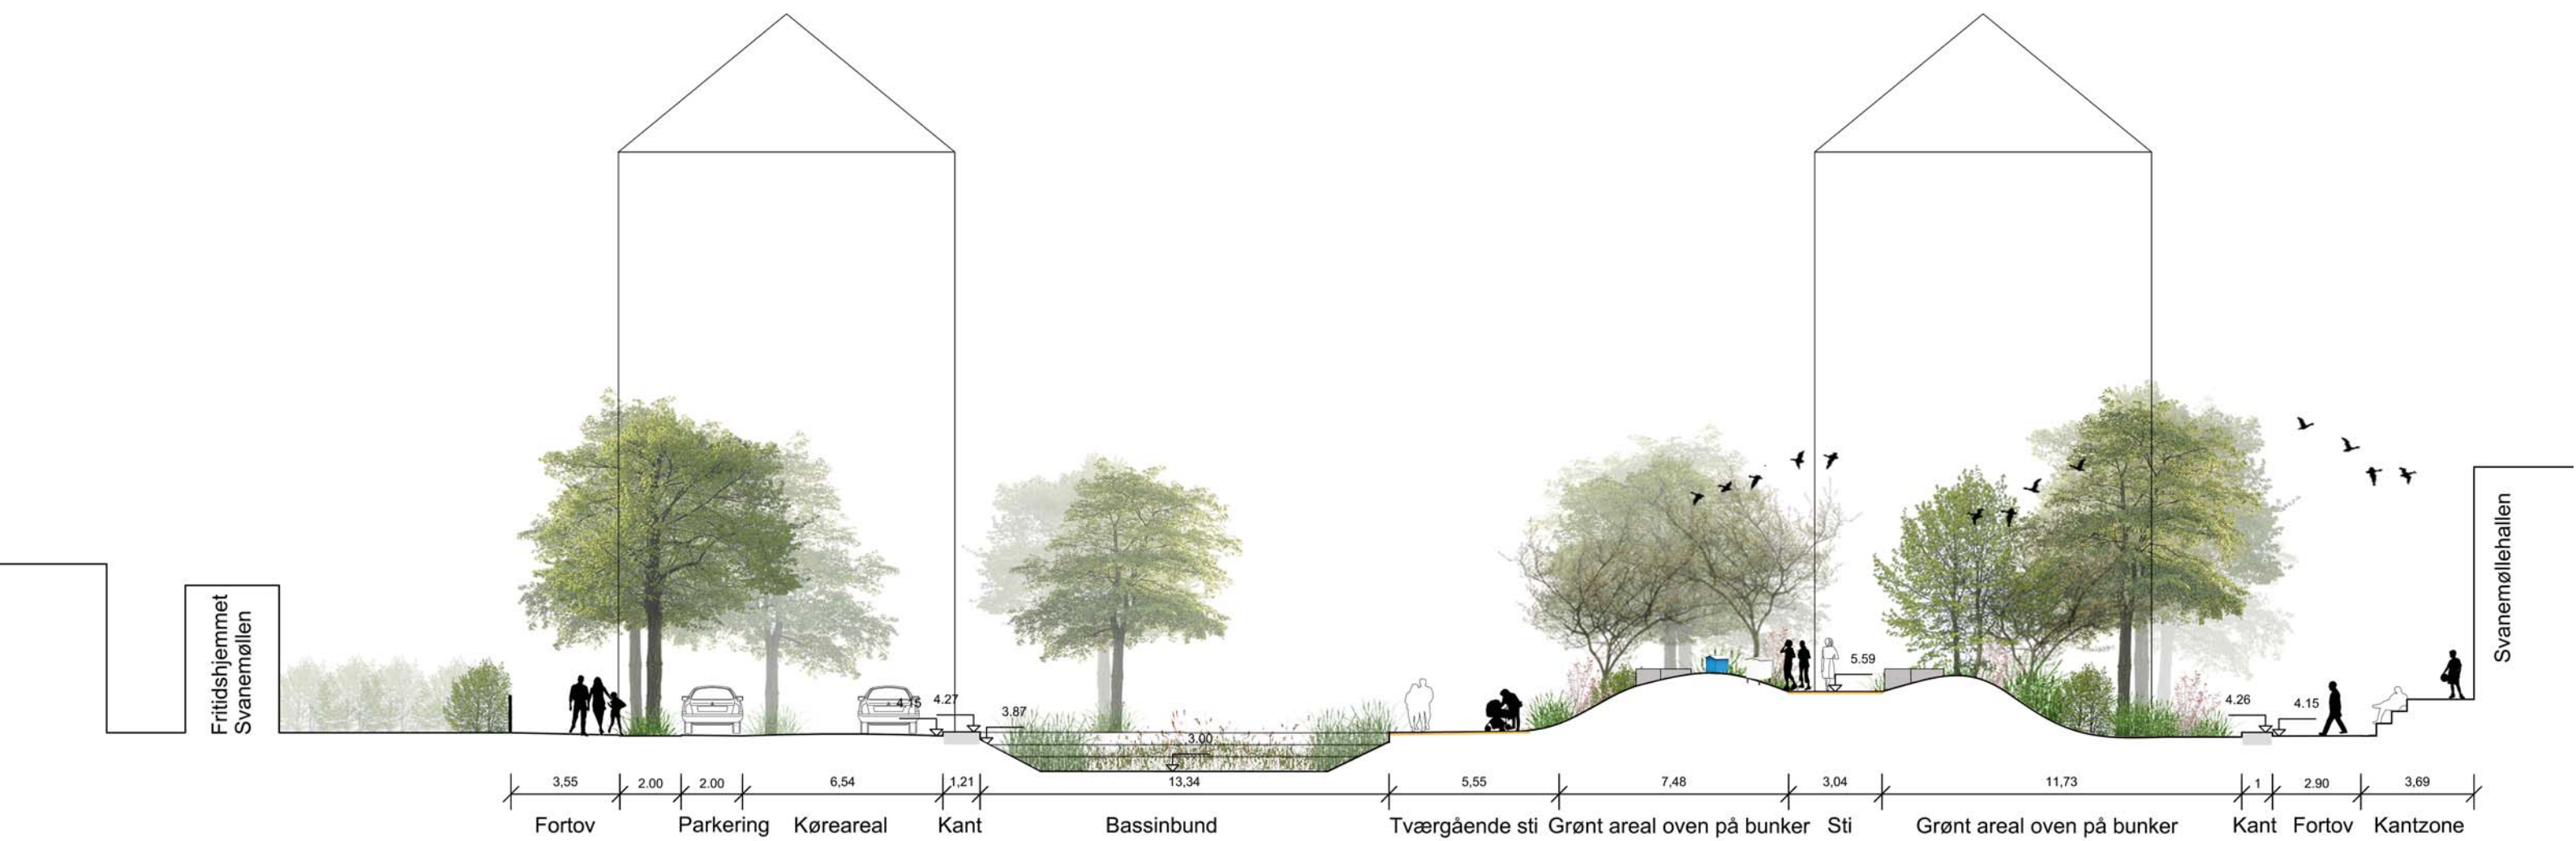 Fritidshjemmet
Svanemøllen
Svanemøllehallen
4.15
4.27
3.87
3.00
5.59
4.26
4.15
3,55
2.00
2.00
6,54
1,21
13,34
5,55
7,48
3,04
11,73
1
2.90
3,69
Fortov
Parkering
Køreareal
Kant
Bassinbund
Tværgående sti
Grønt areal oven på bunker
Sti
Grønt areal oven på bunker
Kant
Fortov
Kantzone